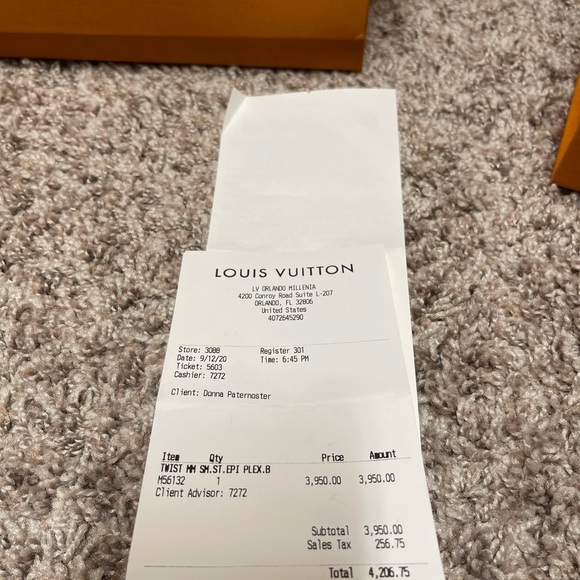 LOUIS VUITTON
LV ORLANDO MILLENIA
4200 Conroy Road Suite L-207
ORLANDO, FL 32806
United States
4072645290
Store: 3088 Register 301
Date: 9/12/20 Time: 6:45 PM
Ticket: 5603
Cashier: 7272
Client: Donna Paternoster
Item Qty Price Amount
TWIST MM SM.ST.EPI PLEX.B
M56132 1 3,950.00 3,950.00
Client Advisor: 7272
Subtotal 3,950.00
Sales Tax 256.75
Total 4,206.75